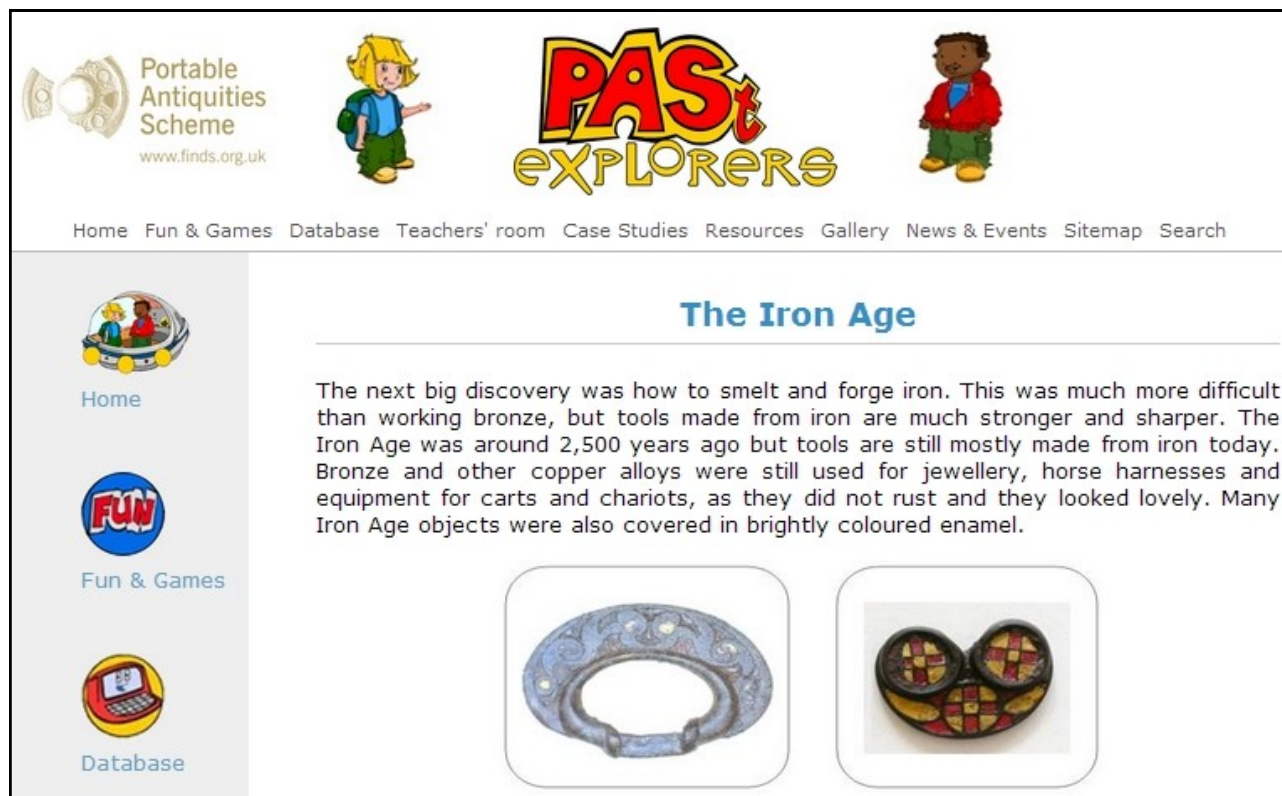 Portable
Antiquities
Scheme
www.finds.org.uk
PASt
explorers
Home Fun & Games Database Teachers' room Case Studies Resources Gallery News & Events Sitemap Search
Home
FUN
Fun & Games
Database
The Iron Age
The next big discovery was how to smelt and forge iron. This was much more difficult
than working bronze, but tools made from iron are much stronger and sharper. The
Iron Age was around 2,500 years ago but tools are still mostly made from iron today.
Bronze and other copper alloys were still used for jewellery, horse harnesses and
equipment for carts and chariots, as they did not rust and they looked lovely. Many
Iron Age objects were also covered in brightly coloured enamel.